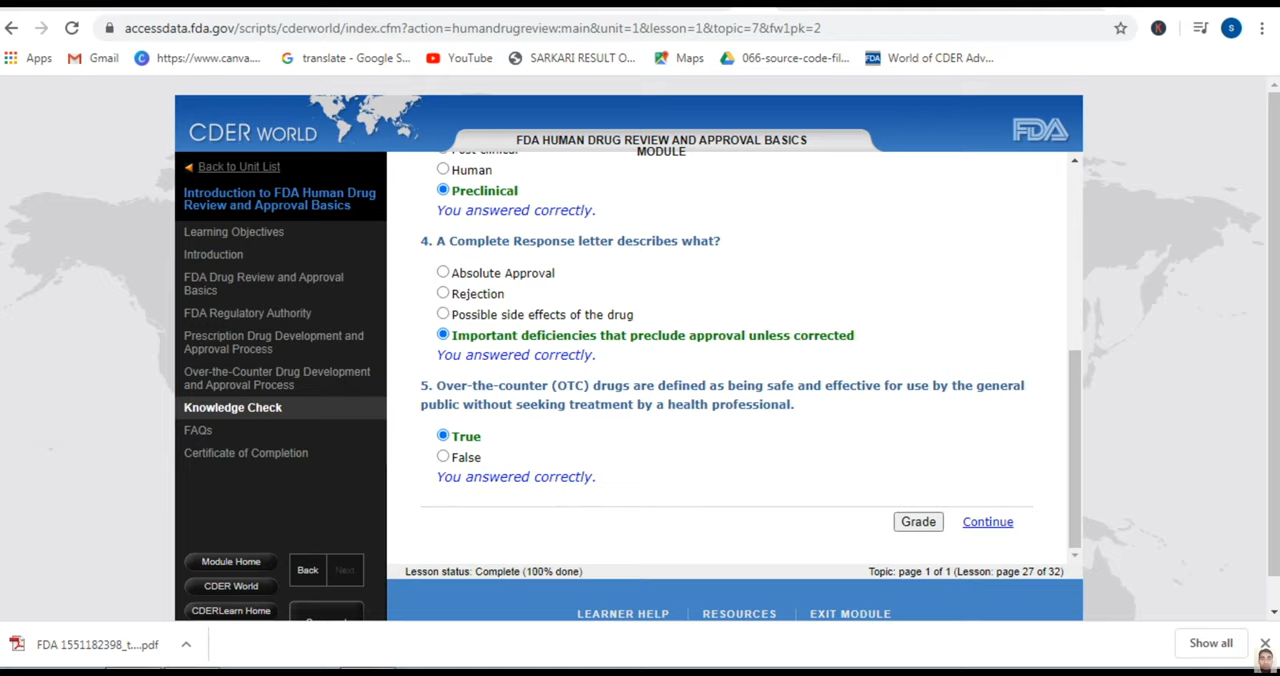 accessdata.fda.gov/scripts/cderworld/index.cfm?action=humandrugreview:main&unit=1&lesson=1&topic=7&fw1pk=2
K
S
Apps
Gmail
C
https://www.canva....
translate - Google S...
YouTube
SARKARI RESULT O...
Maps
066-source-code-fil...
FDA
World of CDER Adv...
CDER WORLD
FDA HUMAN DRUG REVIEW AND APPROVAL BASICS
MODULE
FDA
Back to Unit List
Introduction to FDA Human Drug
Review and Approval Basics
Learning Objectives
Introduction
FDA Drug Review and Approval
Basics
FDA Regulatory Authority
Prescription Drug Development and
Approval Process
Over-the-Counter Drug Development
and Approval Process
Knowledge Check
FAQs
Certificate of Completion
Module Home
CDER World
CDERLearn Home
Back
Next
Human
Preclinical
You answered correctly.
4. A Complete Response letter describes what?
Absolute Approval
Rejection
Possible side effects of the drug
Important deficiencies that preclude approval unless corrected
You answered correctly.
5. Over-the-counter (OTC) drugs are defined as being safe and effective for use by the general
public without seeking treatment by a health professional.
True
False
You answered correctly.
Grade
Continue
Lesson status: Complete (100% done)
Topic: page 1 of 1 (Lesson: page 27 of 32)
LEARNER HELP
RESOURCES
EXIT MODULE
FDA 1551182398_t....pdf
Show all